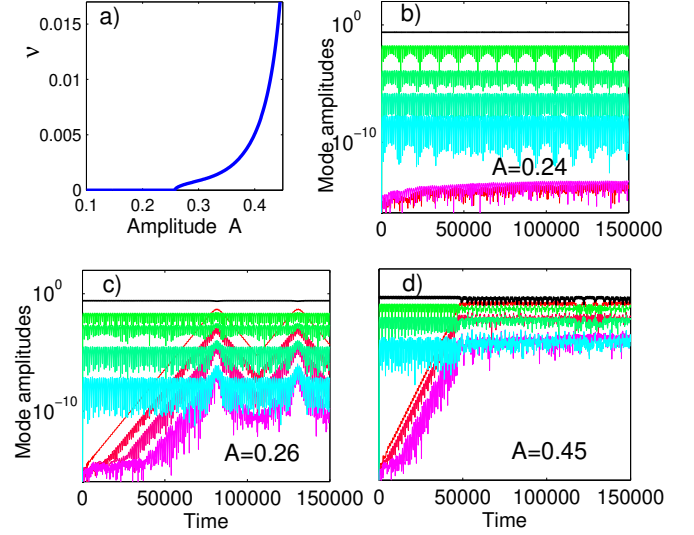 a)
ν
0.015
0.01
0.005
0
0.1 0.2 0.3 0.4
Amplitude A
b)
Mode amplitudes
10^0
10^-10
A=0.24
0 50000 100000 150000
c)
Mode amplitudes
10^0
10^-10
A=0.26
0 50000 100000 150000
Time
d)
A=0.45
0 50000 100000 150000
Time